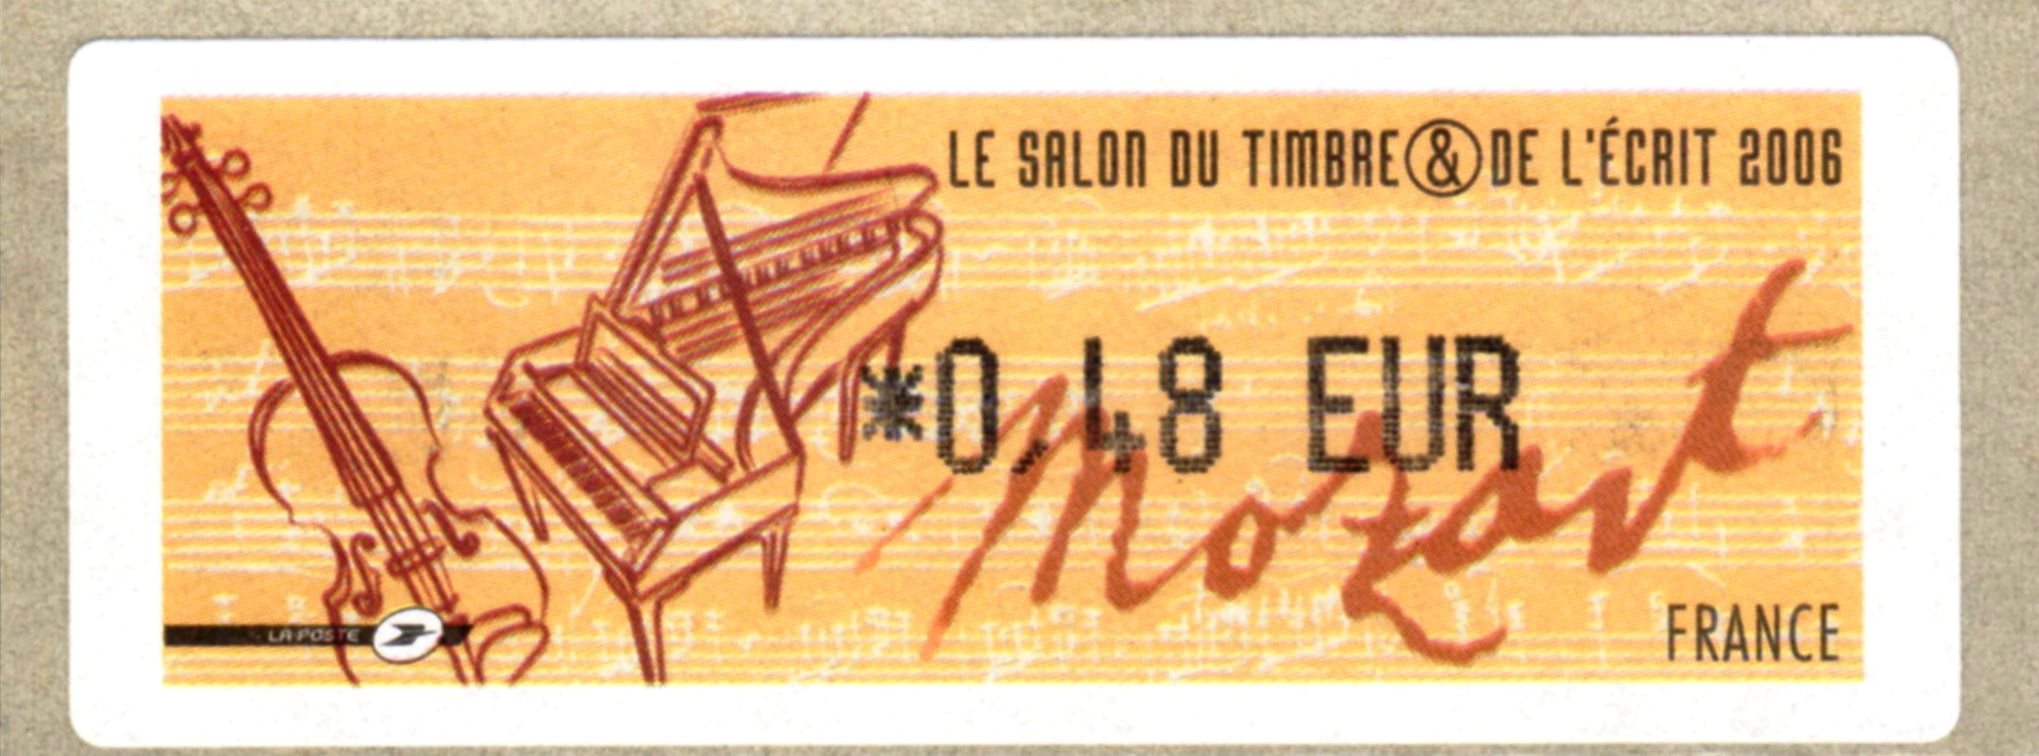 LE SALON DU TIMBRE & DE L'ÉCRIT 2006
*0,48 EUR
Mozart
FRANCE
LA POSTE